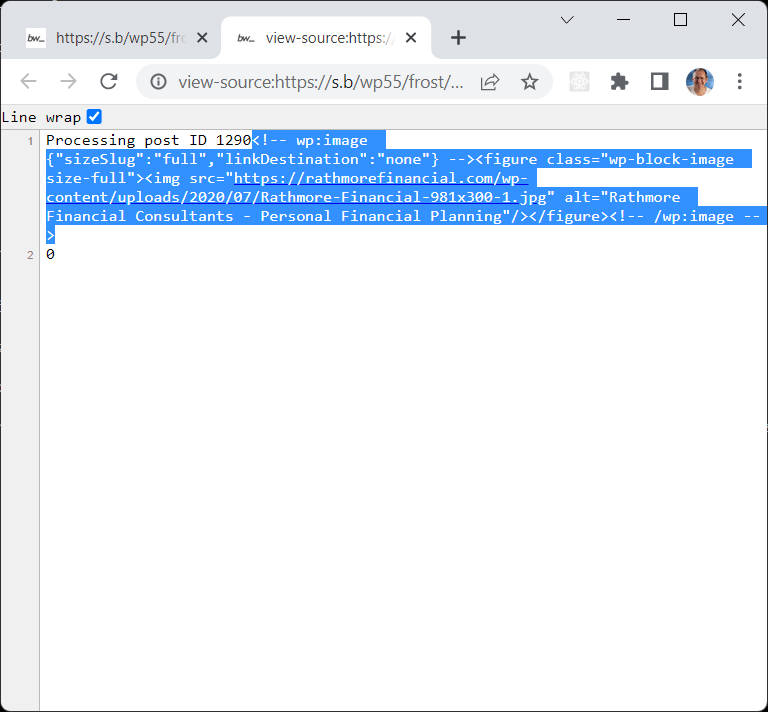 bw_ https://s.b/wp55/fro
bw_ view-source:https:/
view-source:https://s.b/wp55/frost/...
Line wrap
1 Processing post ID 1290<!-- wp:image
{"sizeSlug":"full","linkDestination":"none"} --><figure class="wp-block-image
size-full"><img src="https://rathmorefinancial.com/wp-
content/uploads/2020/07/Rathmore-Financial-981x300-1.jpg" alt="Rathmore
Financial Consultants - Personal Financial Planning"/></figure><!-- /wp:image --
>
2 0